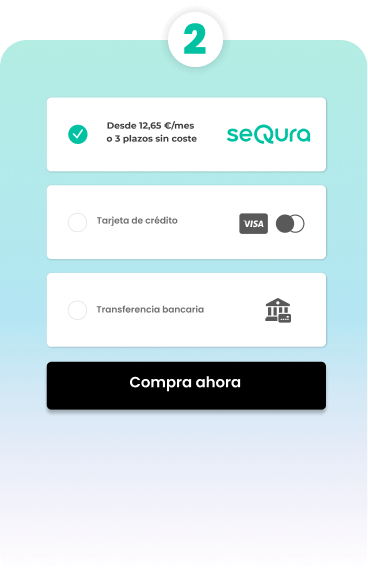 2
Desde 12,65 €/mes
o 3 plazos sin coste
seQura
Tarjeta de crédito
VISA
Transferencia bancaria
Compra ahora